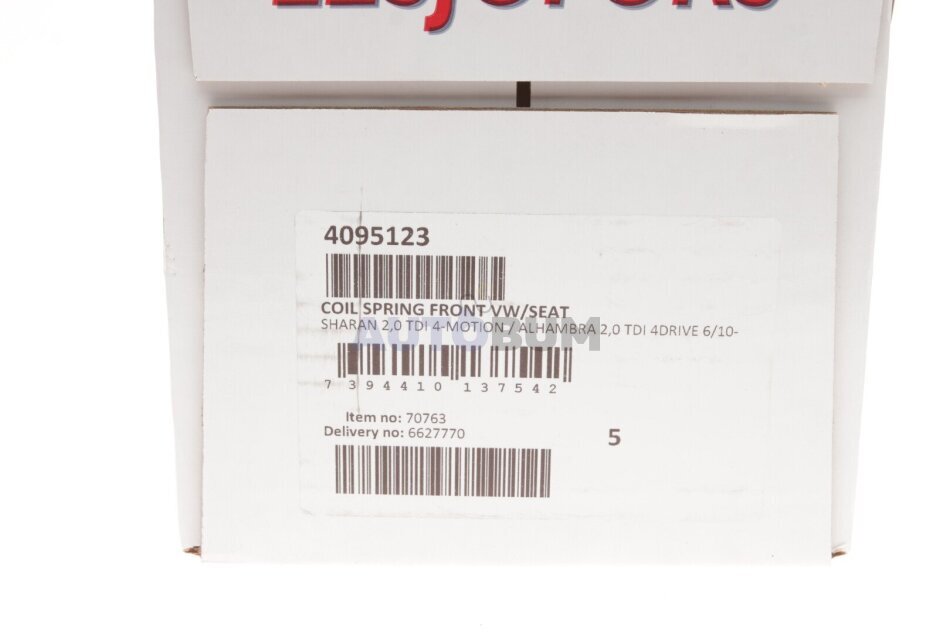 LESJÖFORS
4095123
COIL SPRING FRONT VW/SEAT
SHARAN 2,0 TDI 4-MOTION / ALHAMBRA 2,0 TDI 4DRIVE 6/10-
AUTOBUM
7 394410 137542
Item no: 70763
Delivery no: 6627770
5